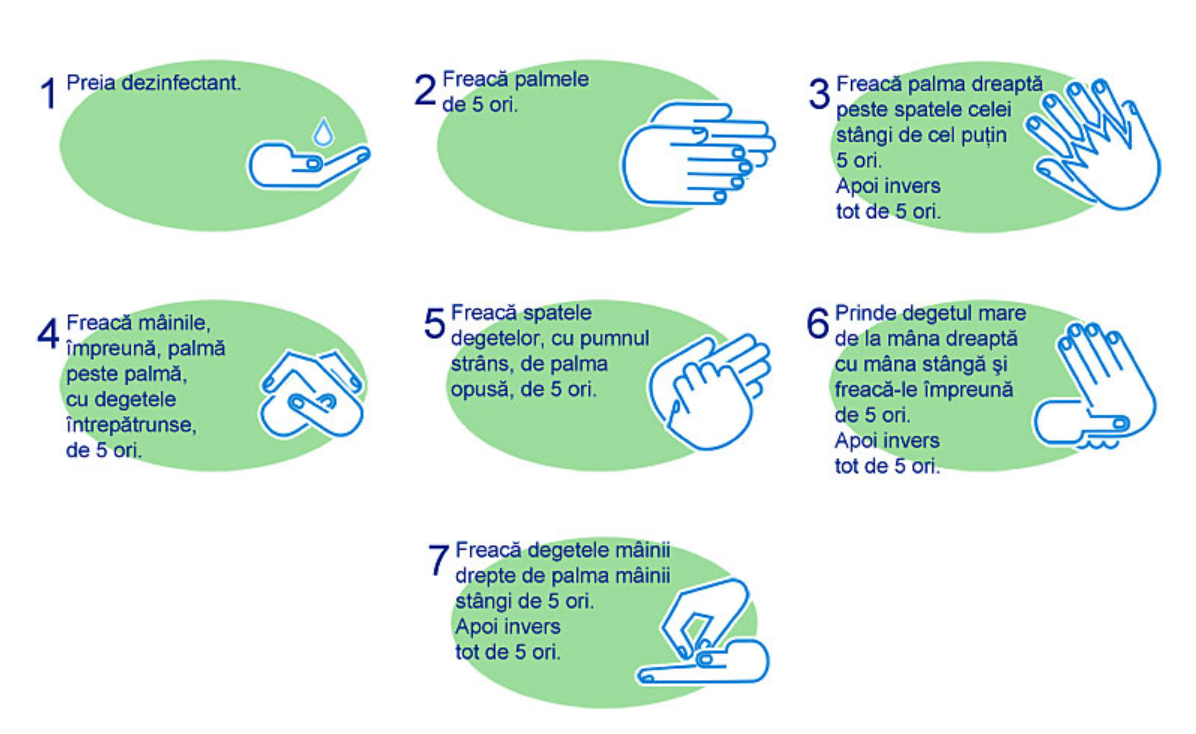 1 Preia dezinfectant.
2 Freacă palmele
de 5 ori.
3 Freacă palma dreaptă
peste spatele celei
stângi de cel puțin
5 ori.
Apoi invers
tot de 5 ori.
4 Freacă mâinile,
împreună, palmă
peste palmă,
cu degetele
întrepătrunse,
de 5 ori.
5 Freacă spatele
degetelor, cu pumnul
strâns, de palma
opusă, de 5 ori.
6 Prinde degetul mare
de la mâna dreaptă
cu mâna stângă şi
freacă-le împreună
de 5 ori.
Apoi invers
tot de 5 ori.
7 Freacă degetele mâinii
drepte de palma mâinii
stângi de 5 ori.
Apoi invers
tot de 5 ori.